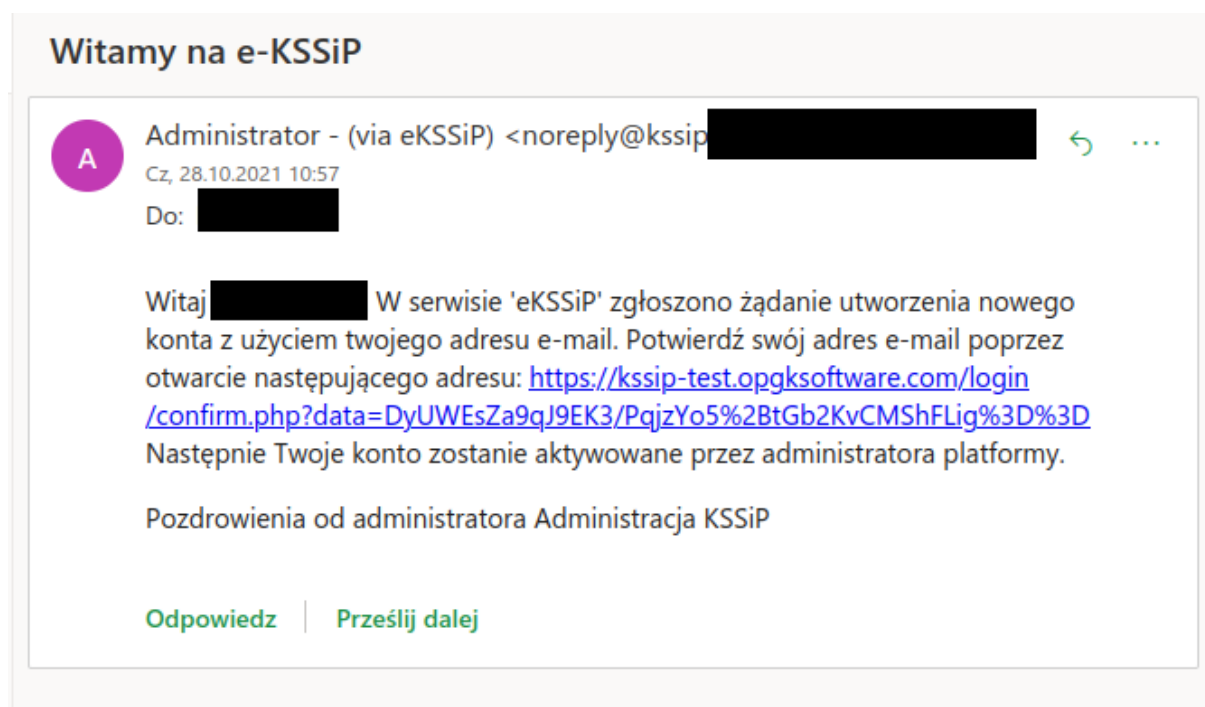 Witamy na e-KSSiP
A
Administrator - (via eKSSiP) <noreply@kssip
Cz, 28.10.2021 10:57
Do:
Witaj W serwisie 'eKSSiP' zgłoszono żądanie utworzenia nowego
konta z użyciem twojego adresu e-mail. Potwierdź swój adres e-mail poprzez
otwarcie następującego adresu: https://kssip-test.opgksoftware.com/login
/confirm.php?data=DyUWEsZa9qJ9EK3/PqjzYo5%2BtGb2KvCMShFLig%3D%3D
Następnie Twoje konto zostanie aktywowane przez administratora platformy.
Pozdrowienia od administratora Administracja KSSiP
Odpowiedz Prześlij dalej